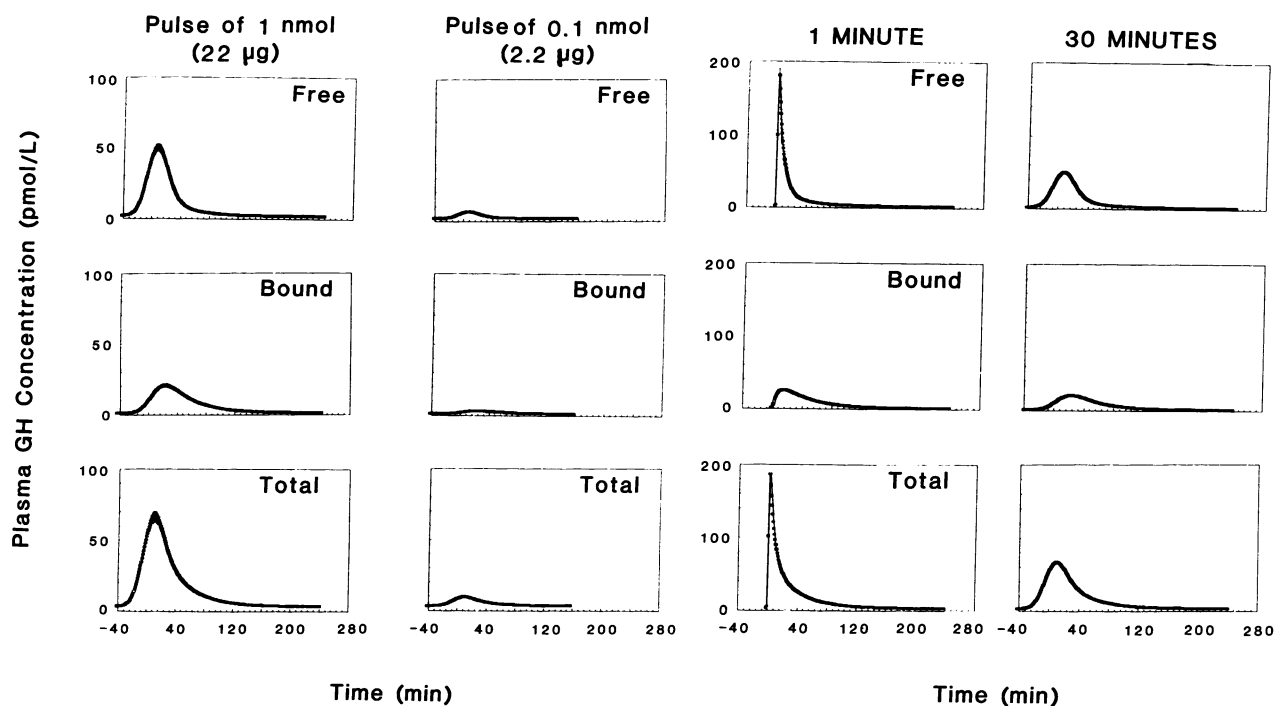 Pulse of 1 nmol
(22 µg)
Pulse of 0.1 nmol
(2.2 µg)
1 MINUTE
30 MINUTES
Plasma GH Concentration (pmol/L)
100
50
0
Free
Free
200
100
0
Free
100
50
0
Bound
Bound
200
100
0
Bound
100
50
0
Total
Total
200
100
0
Total
-40 40 120 200 280
-40 40 120 200 280
-40 40 120 200 280
-40 40 120 200 280
Time (min)
Time (min)